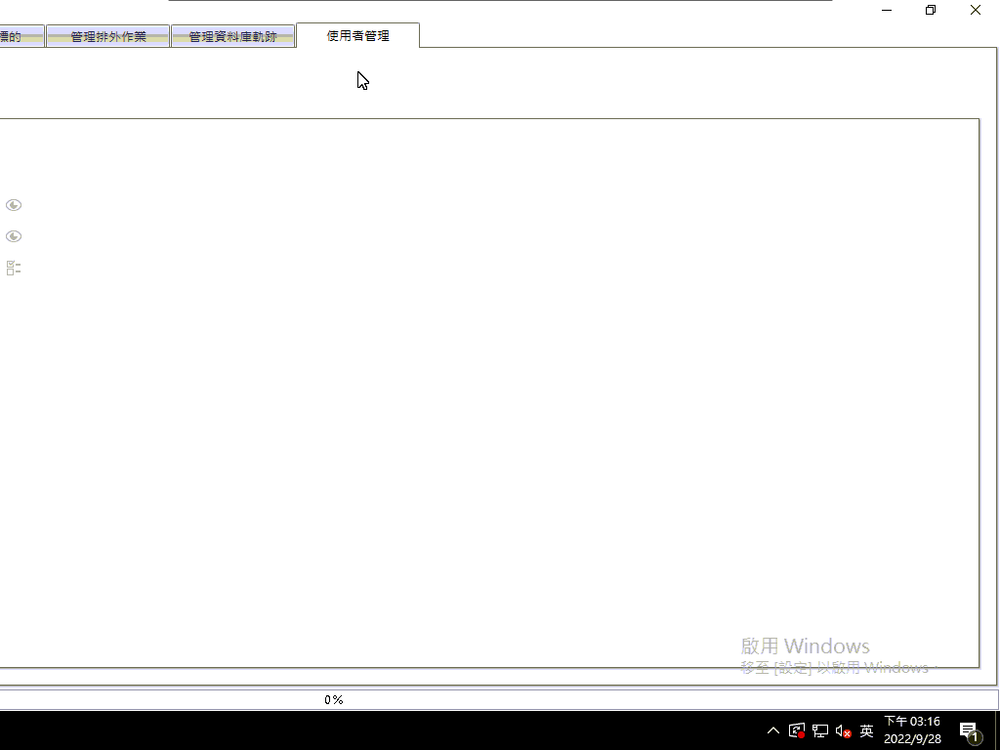 標的
管理排外作業
管理資料庫軌跡
使用者管理
啟用 Windows
移至 [設定] 以啟用 Windows。
0%
英
下午 03:16
2022/9/28
1